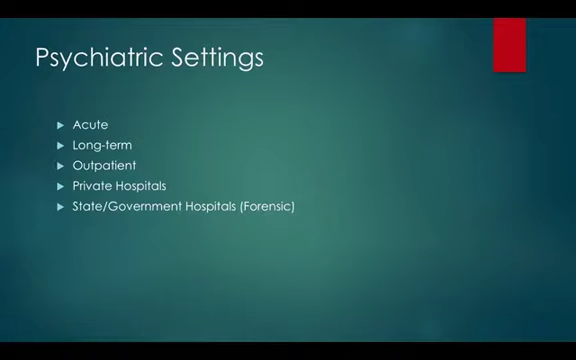 Psychiatric Settings
Acute
Long-term
Outpatient
Private Hospitals
State/Government Hospitals (Forensic)